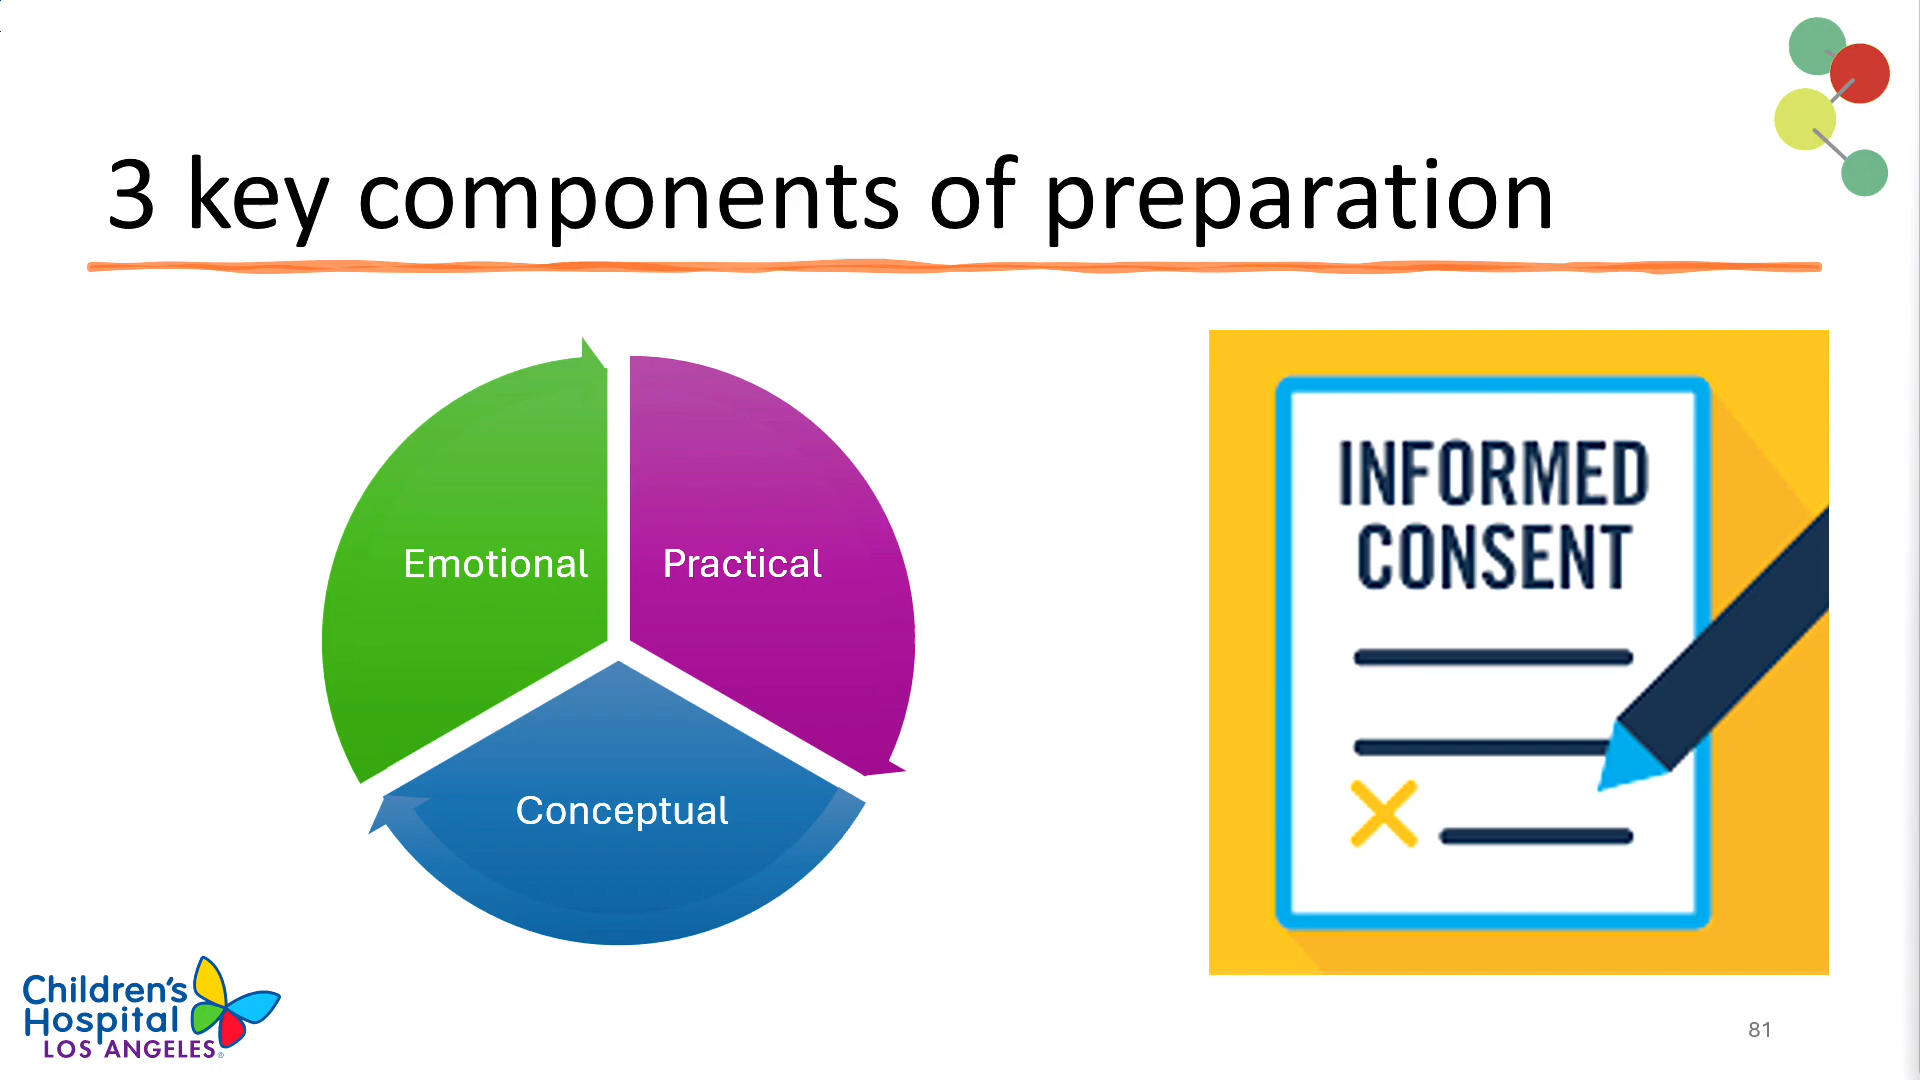 3 key components of preparation
Emotional
Practical
Conceptual
INFORMED
CONSENT
Children's
Hospital
LOS ANGELES®
81